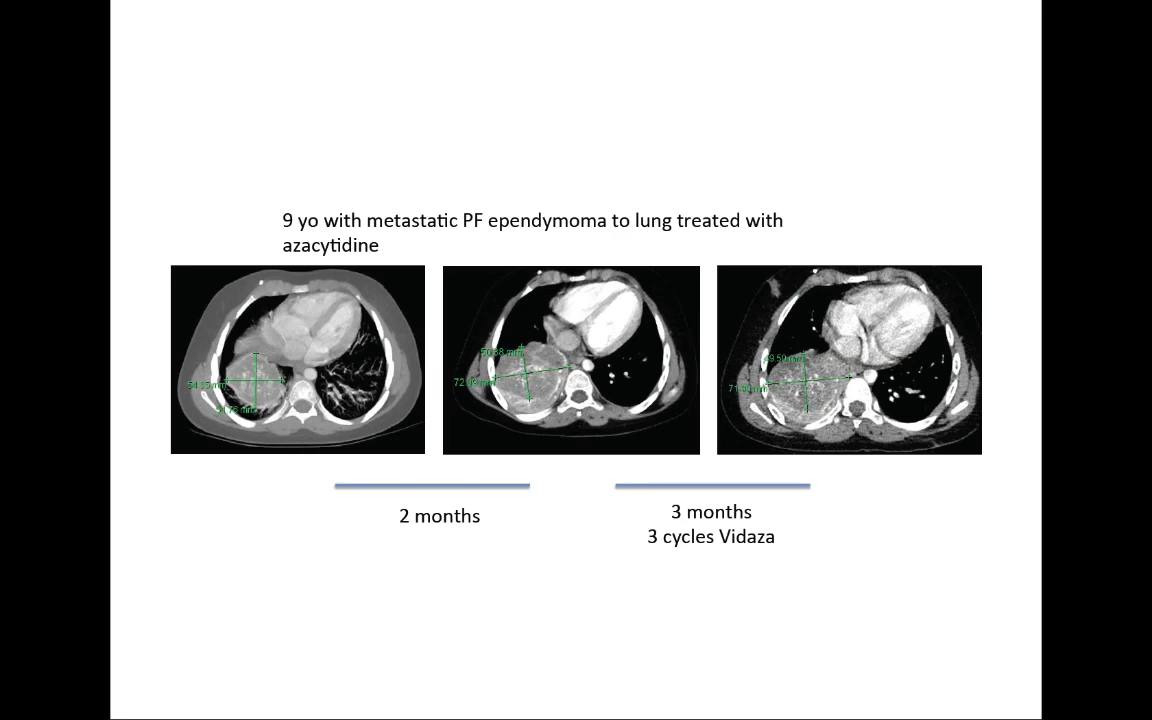 9 yo with metastatic PF ependymoma to lung treated with
azacytidine
2 months
3 months
3 cycles Vidaza